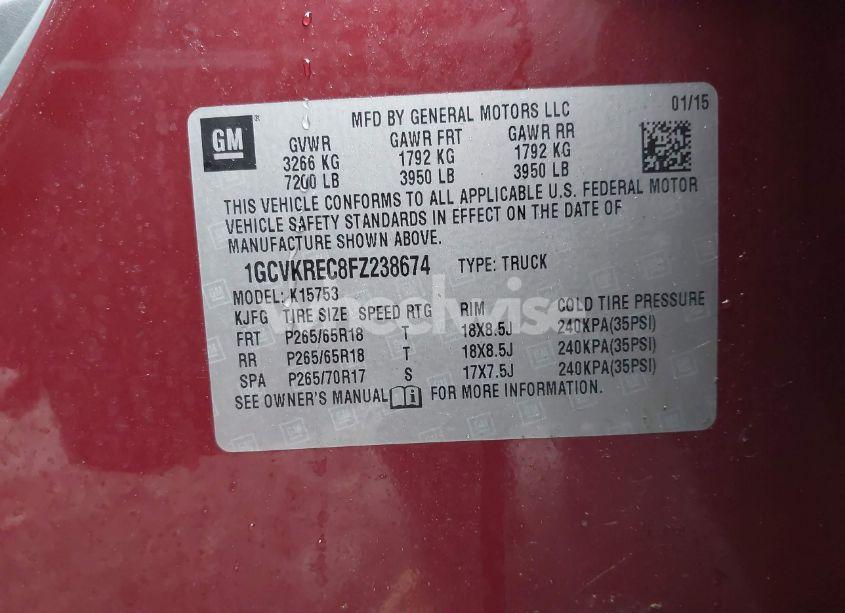 GM ®
MFD BY GENERAL MOTORS LLC 01/15
GVWR GAWR FRT GAWR RR
3266 KG 1792 KG 1792 KG
7200 LB 3950 LB 3950 LB
THIS VEHICLE CONFORMS TO ALL APPLICABLE U.S. FEDERAL MOTOR
VEHICLE SAFETY STANDARDS IN EFFECT ON THE DATE OF
MANUFACTURE SHOWN ABOVE.
1GCVKREC8FZ238674 TYPE: TRUCK
MODEL: K15753
KJFG TIRE SIZE SPEED RTG RIM COLD TIRE PRESSURE
FRT P265/65R18 T 18X8.5J 240KPA(35PSI)
RR P265/65R18 T 18X8.5J 240KPA(35PSI)
SPA P265/70R17 S 17X7.5J 240KPA(35PSI)
SEE OWNER'S MANUAL FOR MORE INFORMATION.